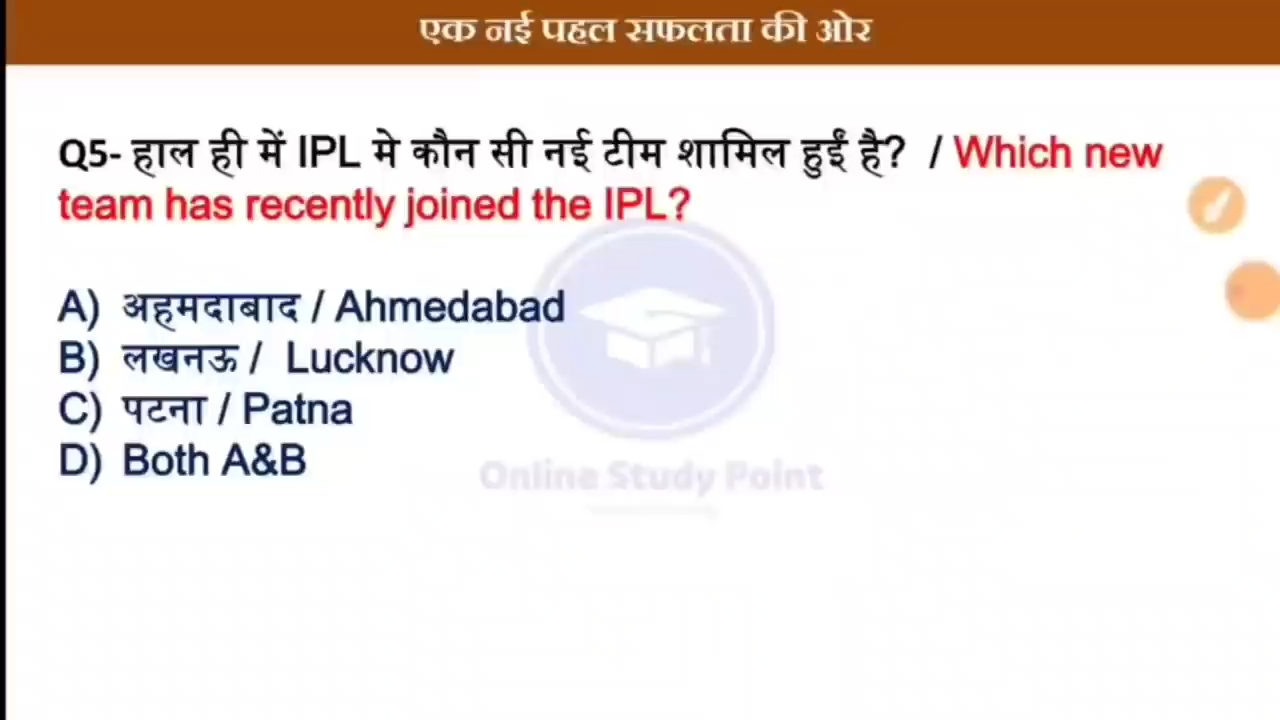 एक नई पहल सफलता की ओर
Q5- हाल ही में IPL मे कौन सी नई टीम शामिल हुईं है? / Which new
team has recently joined the IPL?
A) अहमदाबाद / Ahmedabad
B) लखनऊ / Lucknow
C) पटना / Patna
D) Both A&B
Online Study Point